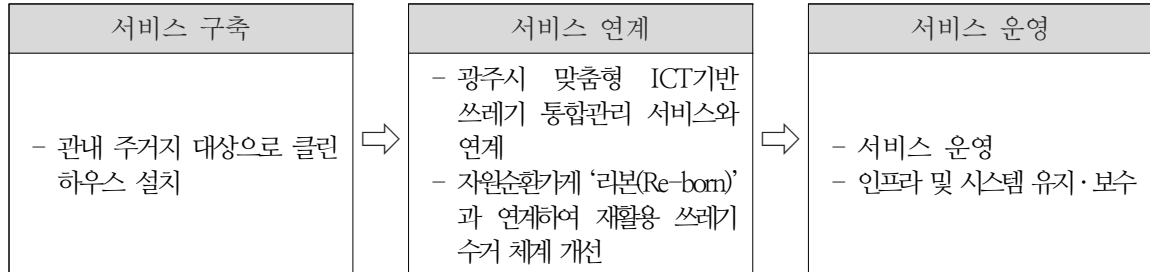 서비스 구축
- 관내 주거지 대상으로 클린
하우스 설치
서비스 연계
- 광주시 맞춤형 ICT기반
쓰레기 통합관리 서비스와
연계
- 자원순환가게 ‘리본(Re-born)’
과 연계하여 재활용 쓰레기
수거 체계 개선
서비스 운영
- 서비스 운영
- 인프라 및 시스템 유지·보수